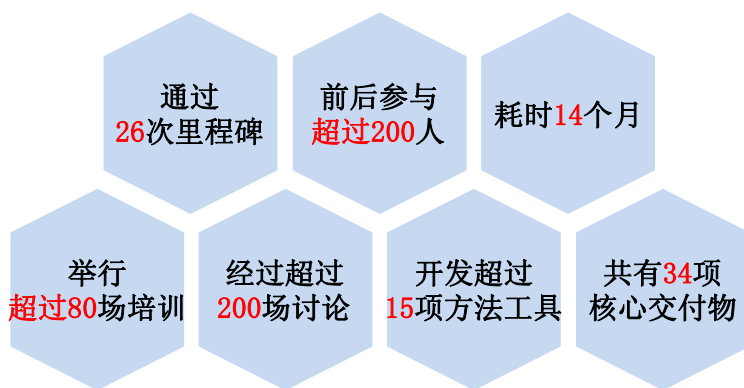 通过
26次里程碑
前后参与
超过200人
耗时14个月
举行
超过80场培训
经过超过
200场讨论
开发超过
15项方法工具
共有34项
核心交付物